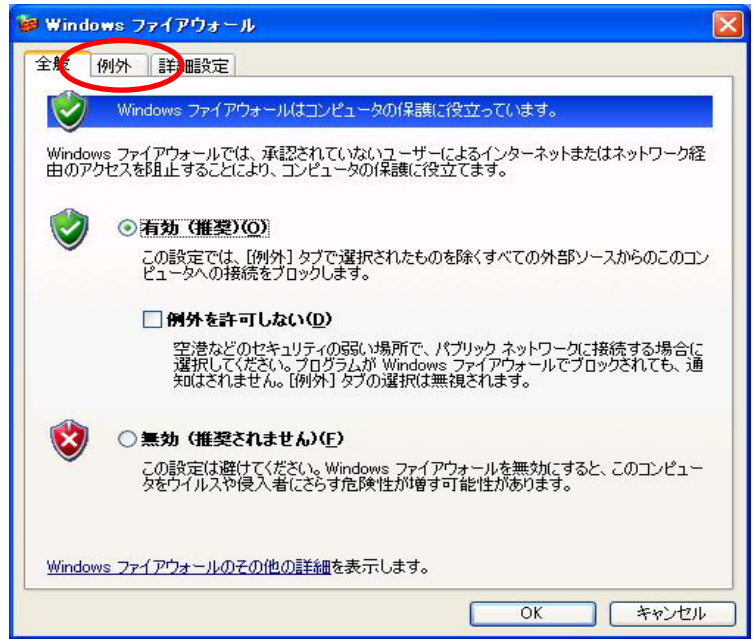 Windows ファイアウォール
全般 例外 詳細設定
Windows ファイアウォールはコンピュータの保護に役立っています。
Windows ファイアウォールでは、承認されていないユーザーによるインターネットまたはネットワーク経
由のアクセスを阻止することにより、コンピュータの保護に役立てます。
有効 (推奨)(O)
この設定では、[例外] タブで選択されたものを除くすべての外部ソースからのこのコン
ピュータへの接続をブロックします。
例外を許可しない(D)
空港などのセキュリティの弱い場所で、パブリック ネットワークに接続する場合に
選択してください。プログラムが Windows ファイアウォールでブロックされても、通
知はされません。[例外] タブの選択は無視されます。
無効 (推奨されません)(F)
この設定は避けてください。Windows ファイアウォールを無効にすると、このコンピュー
タをウイルスや侵入者にさらす危険性が増す可能性があります。
Windows ファイアウォールのその他の詳細を表示します。
OK キャンセル